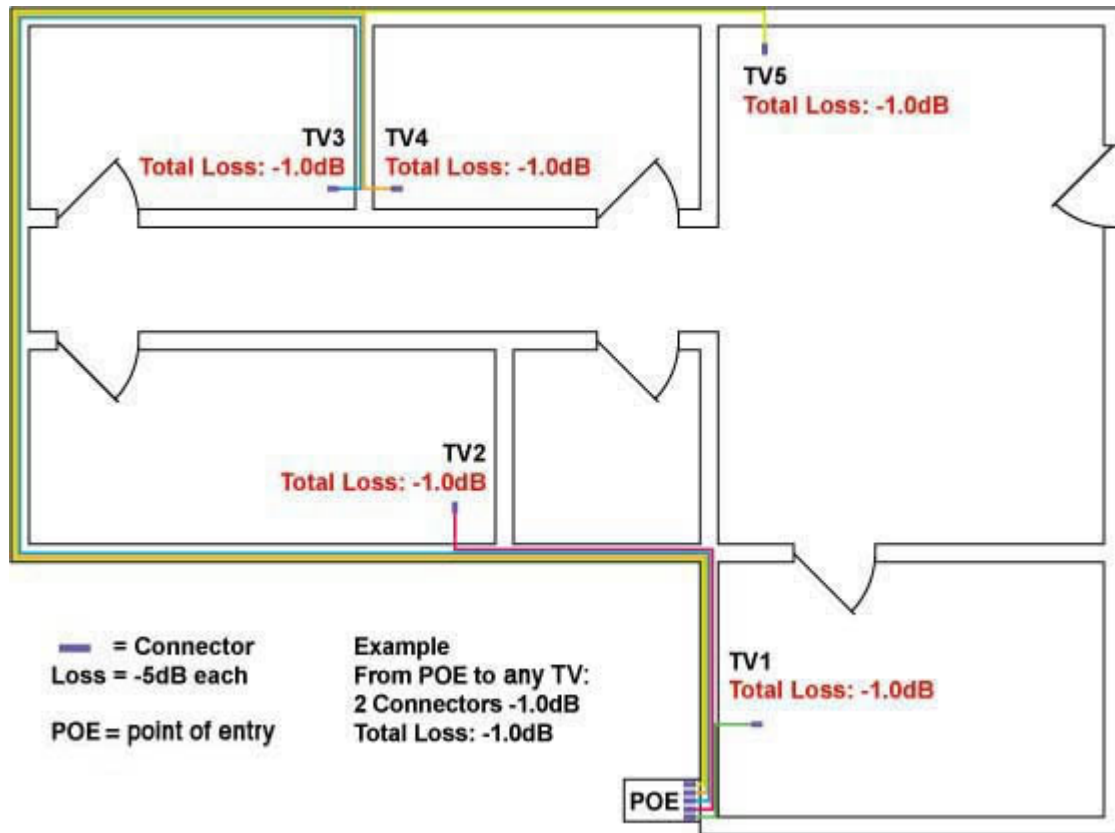 TV5
Total Loss: -1.0dB
TV3
Total Loss: -1.0dB
TV4
Total Loss: -1.0dB
TV2
Total Loss: -1.0dB
= Connector
Loss = -5dB each
POE = point of entry
Example
From POE to any TV:
2 Connectors -1.0dB
Total Loss: -1.0dB
TV1
Total Loss: -1.0dB
POE